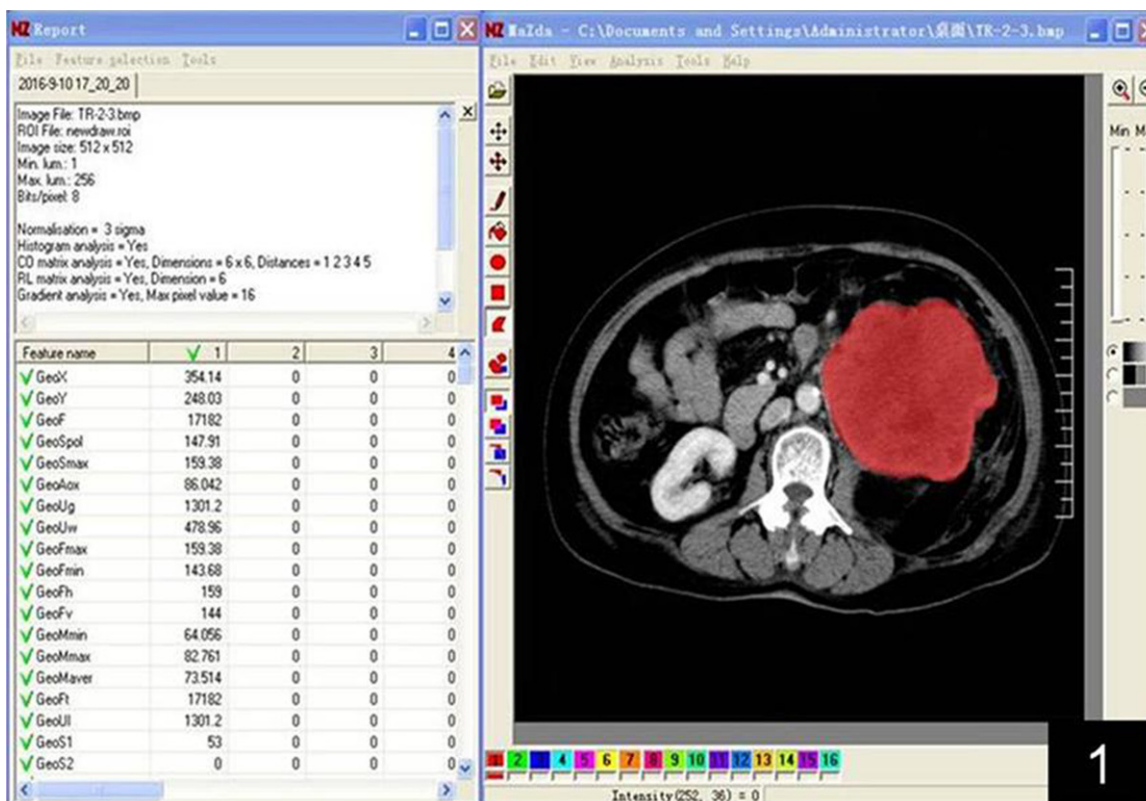 MZ Report
File Feature selection Tools
2016-9-10 17_20_20
Image File: TR-2-3.bmp
ROI File: newdraw.roi
Image size: 512 x 512
Min. lum.: 1
Max. lum.: 256
Bits/pixel: 8
Normalisation = 3 sigma
Histogram analysis = Yes
CO matrix analysis = Yes, Dimensions = 6 x 6, Distances = 1 2 3 4 5
RL matrix analysis = Yes, Dimension = 6
Gradient analysis = Yes, Max pixel value = 16
Feature name 1 2 3 4
GeoX 354.14 0 0 0
GeoY 248.03 0 0 0
GeoF 17182 0 0 0
GeoSpol 147.91 0 0 0
GeoSmax 159.38 0 0 0
GeoAox 86.042 0 0 0
GeoUg 1301.2 0 0 0
GeoUw 478.96 0 0 0
GeoFmax 159.38 0 0 0
GeoFmin 143.68 0 0 0
GeoFh 159 0 0 0
GeoFv 144 0 0 0
GeoMmin 64.056 0 0 0
GeoMmax 82.761 0 0 0
GeoMaver 73.514 0 0 0
GeoFt 17182 0 0 0
GeoUl 1301.2 0 0 0
GeoS1 53 0 0 0
GeoS2 0 0 0 0
MZ MaZda - C:\Documents and Settings\Administrator\桌面\TR-2-3.bmp
File Edit View Analysis Tools Help
Min M
1 2 3 4 5 6 7 8 9 10 11 12 13 14 15 16
Intensity(252, 36) = 0
1